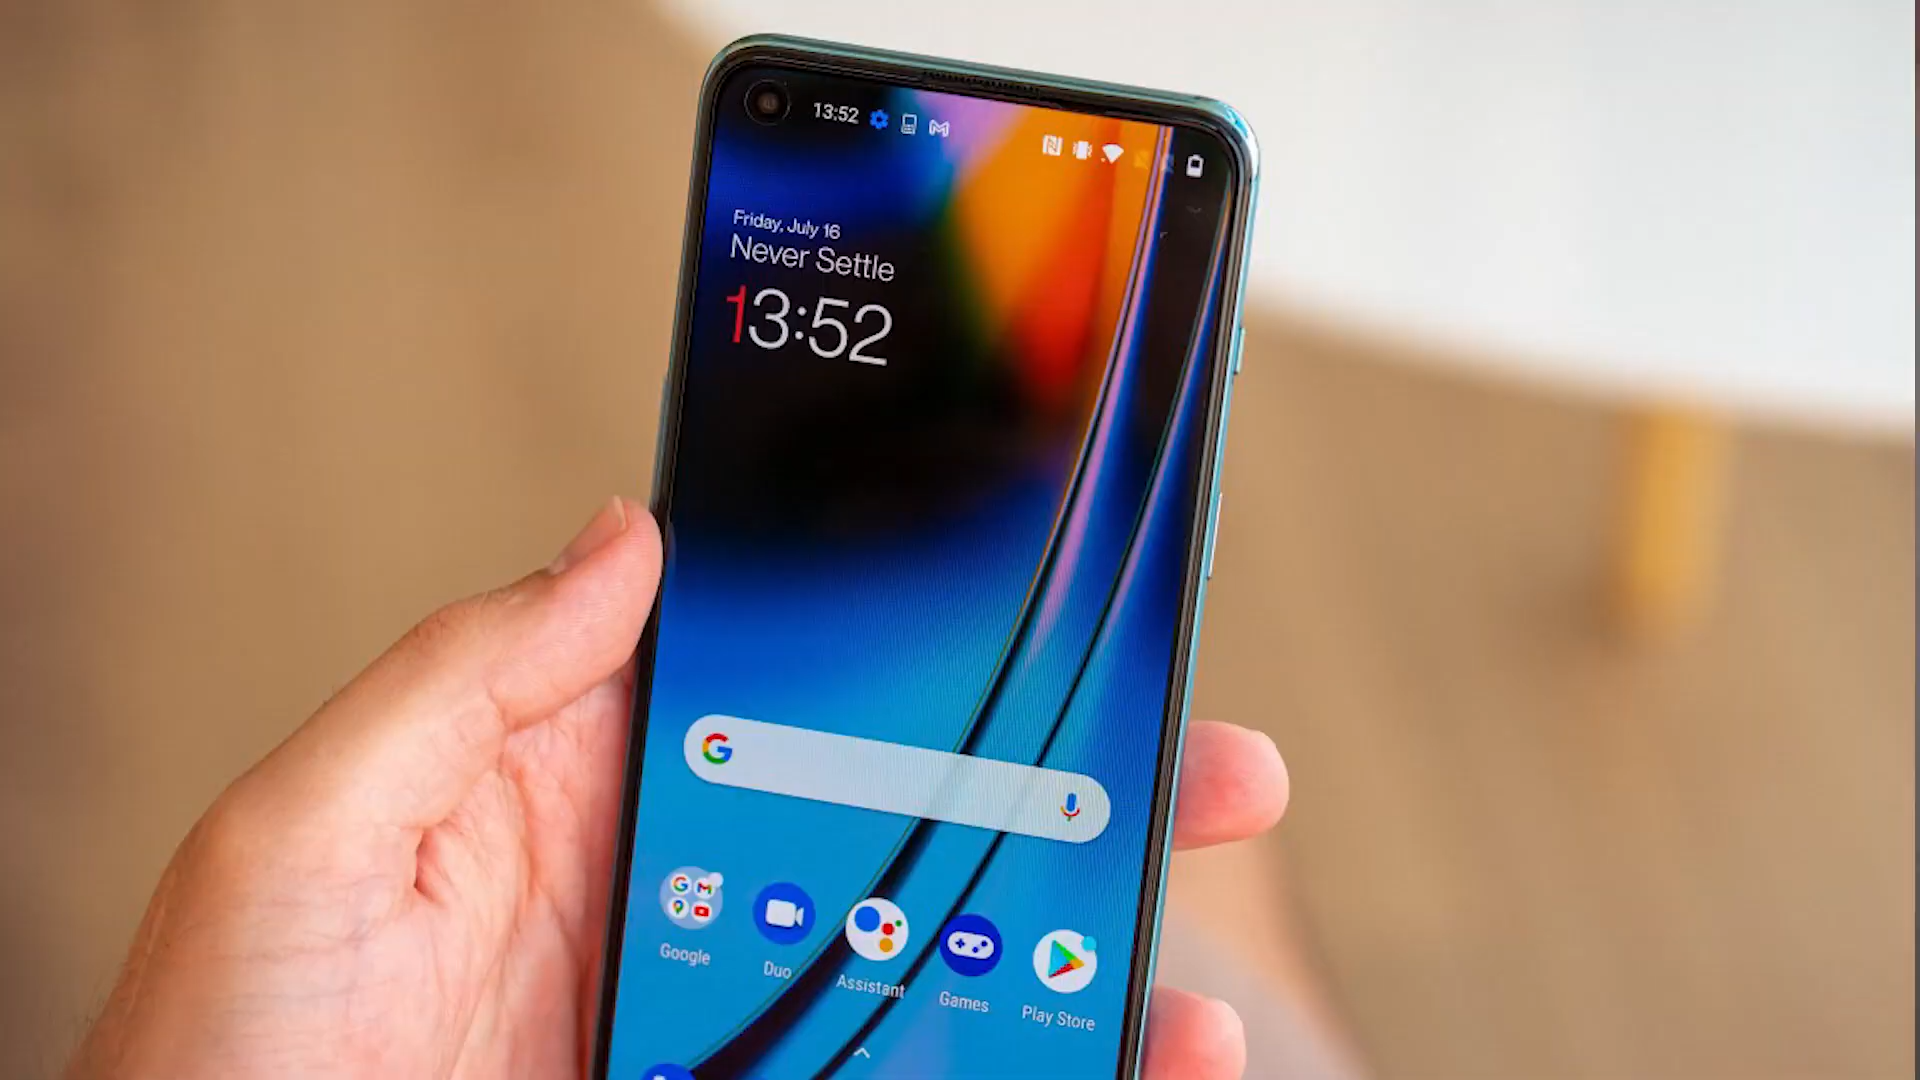 13:52
Friday, July 16
Never Settle
13:52
G
Google
Duo
Assistant
Games
Play Store